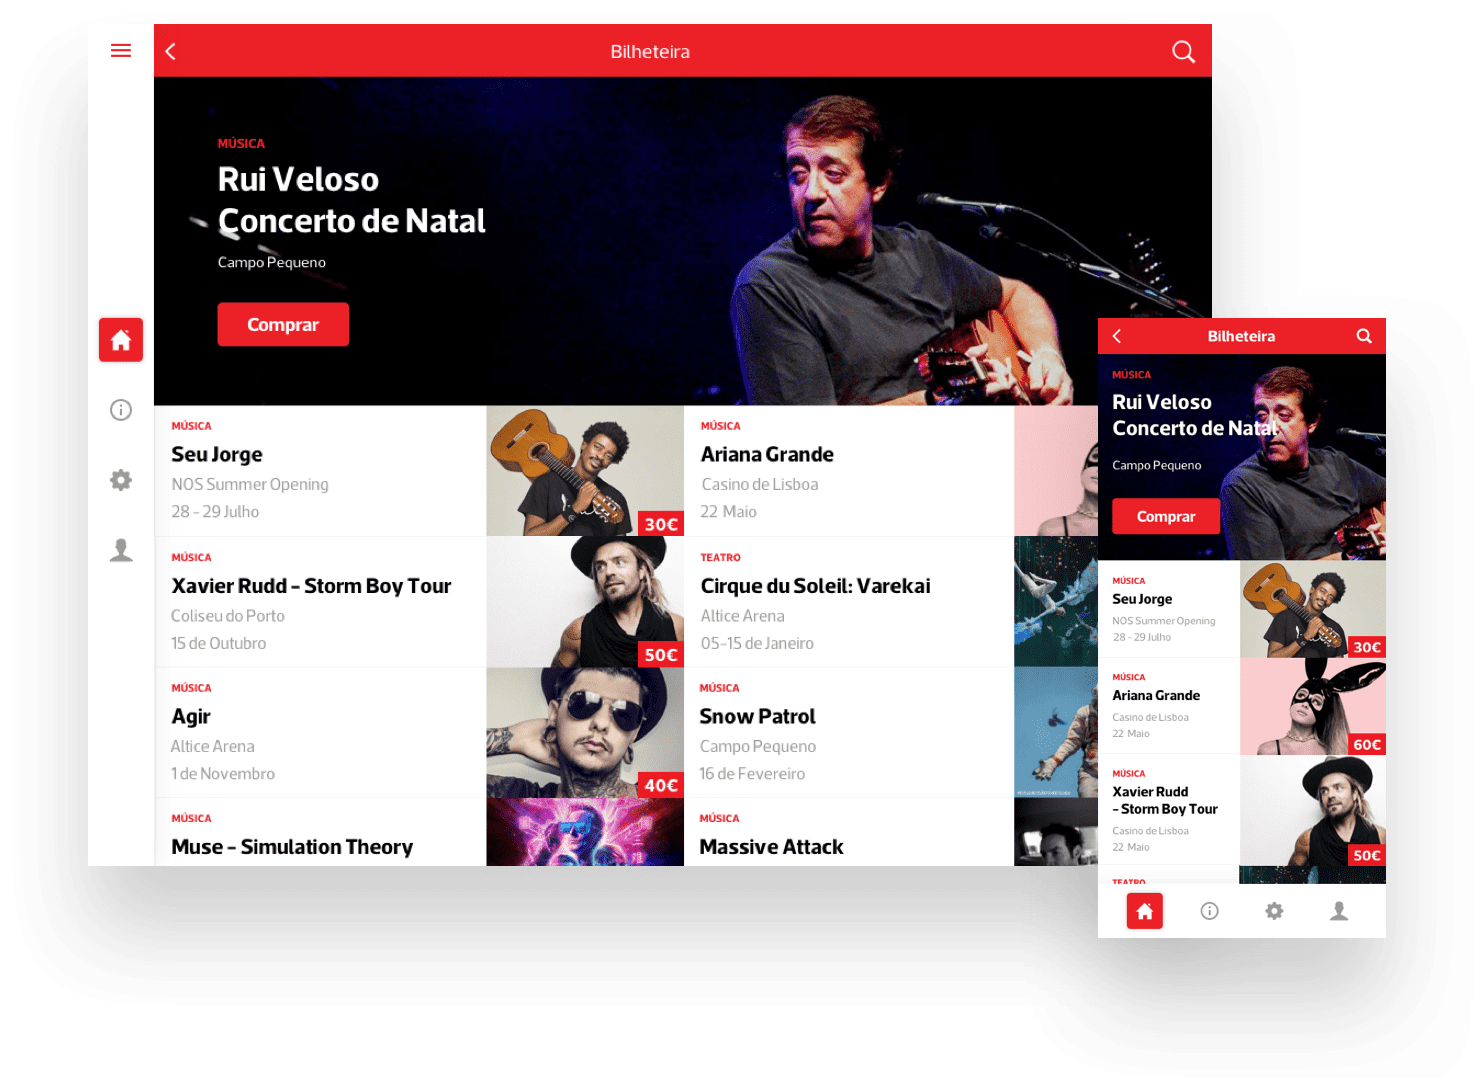 Bilheteira
MÚSICA
Rui Veloso
Concerto de Natal
Campo Pequeno
Comprar
MÚSICA
Seu Jorge
NOS Summer Opening
28 - 29 Julho
30€
MÚSICA
Ariana Grande
Casino de Lisboa
22 Maio
MÚSICA
Xavier Rudd - Storm Boy Tour
Coliseu do Porto
15 de Outubro
50€
TEATRO
Cirque du Soleil: Varekai
Altice Arena
05-15 de Janeiro
MÚSICA
Agir
Altice Arena
1 de Novembro
40€
MÚSICA
Snow Patrol
Campo Pequeno
16 de Fevereiro
MÚSICA
Muse - Simulation Theory
MÚSICA
Massive Attack
Bilheteira
MÚSICA
Rui Veloso
Concerto de Natal
Campo Pequeno
Comprar
MÚSICA
Seu Jorge
NOS Summer Opening
28 - 29 Julho
30€
MÚSICA
Ariana Grande
Casino de Lisboa
22 Maio
60€
MÚSICA
Xavier Rudd
- Storm Boy Tour
Casino de Lisboa
22 Maio
50€
TEATRO